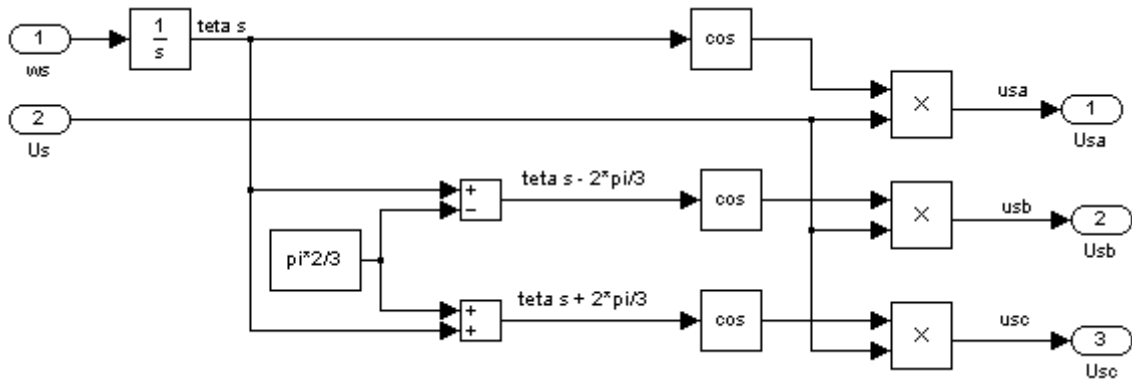 1
ws
1
s
teta s
cos
2
Us
×
usa
1
Usa
+
−
teta s - 2*pi/3
cos
×
usb
2
Usb
pi*2/3
+
+
teta s + 2*pi/3
cos
×
usc
3
Usc